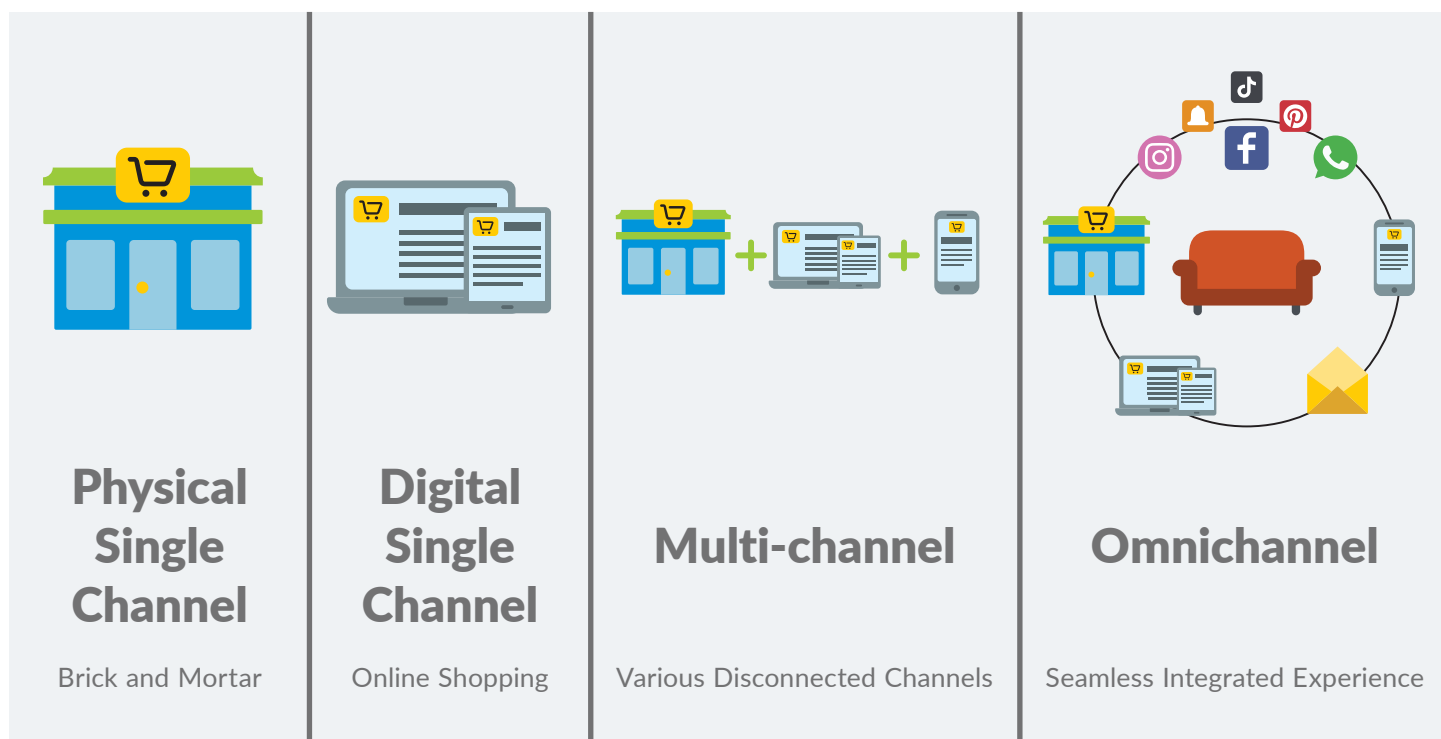 Physical
Single
Channel
Brick and Mortar
Digital
Single
Channel
Online Shopping
Multi-channel
Various Disconnected Channels
Omnichannel
Seamless Integrated Experience